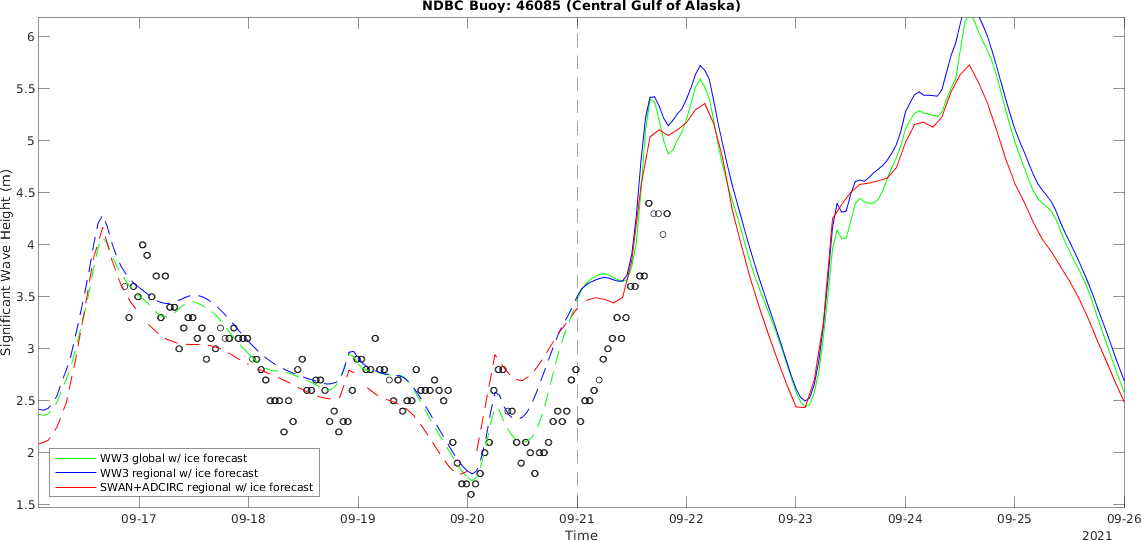 NDBC Buoy: 46085 (Central Gulf of Alaska)
6
5.5
5
4.5
4
3.5
3
2.5
2
1.5
Significant Wave Height (m)
WW3 global w/ ice forecast
WW3 regional w/ ice forecast
SWAN+ADCIRC regional w/ ice forecast
09-17 09-18 09-19 09-20 09-21 09-22 09-23 09-24 09-25 09-26
Time
2021